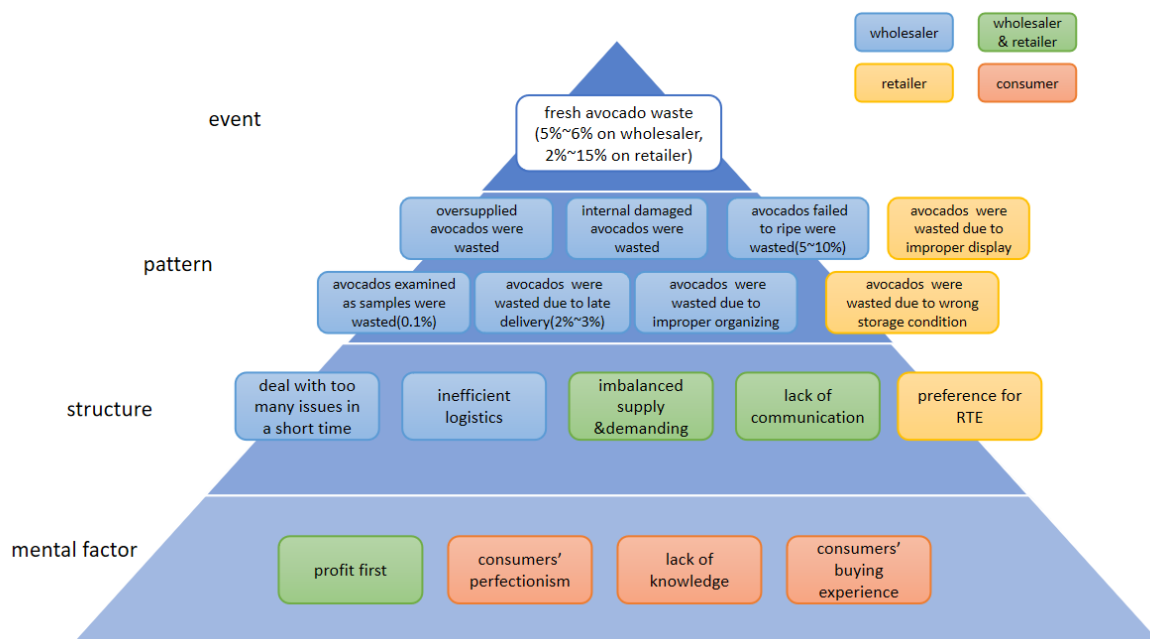 wholesaler
wholesaler
& retailer
retailer
consumer
event
fresh avocado waste
(5%~6% on wholesaler,
2%~15% on retailer)
pattern
oversupplied
avocados were
wasted
internal damaged
avocados were
wasted
avocados failed
to ripe were
wasted(5~10%)
avocados were
wasted due to
improper display
avocados examined
as samples were
wasted(0.1%)
avocados were
wasted due to late
delivery(2%~3%)
avocados were
wasted due to
improper organizing
avocados were
wasted due to wrong
storage condition
structure
deal with too
many issues in
a short time
inefficient
logistics
imbalanced
supply
&demanding
lack of
communication
preference for
RTE
mental factor
profit first
consumers’
perfectionism
lack of
knowledge
consumers’
buying
experience